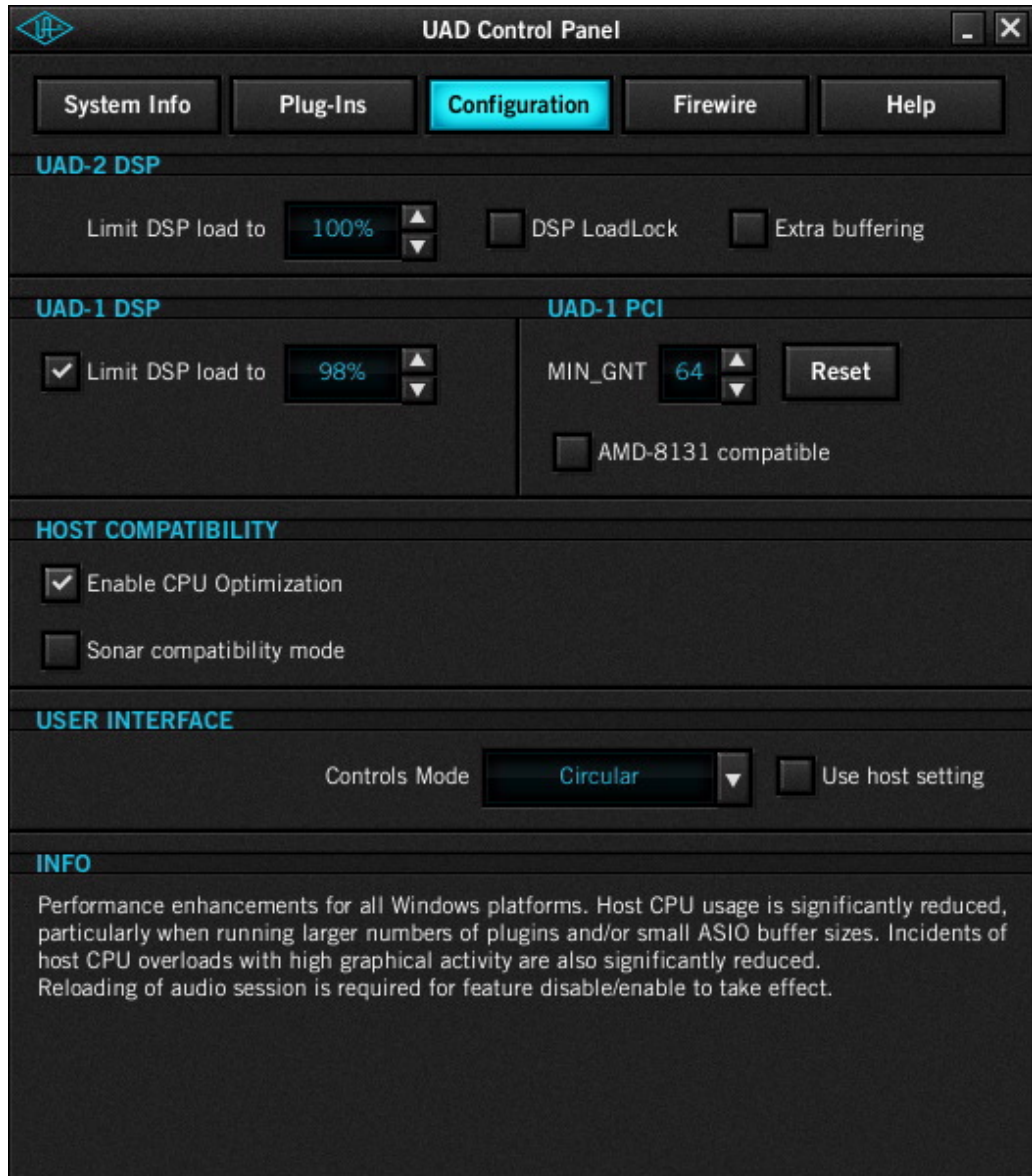 UAD Control Panel
System Info Plug-Ins Configuration Firewire Help
UAD-2 DSP
Limit DSP load to 100% DSP LoadLock Extra buffering
UAD-1 DSP UAD-1 PCI
Limit DSP load to 98% MIN_GNT 64 Reset
AMD-8131 compatible
HOST COMPATIBILITY
Enable CPU Optimization
Sonar compatibility mode
USER INTERFACE
Controls Mode Circular Use host setting
INFO
Performance enhancements for all Windows platforms. Host CPU usage is significantly reduced,
particularly when running larger numbers of plugins and/or small ASIO buffer sizes. Incidents of
host CPU overloads with high graphical activity are also significantly reduced.
Reloading of audio session is required for feature disable/enable to take effect.